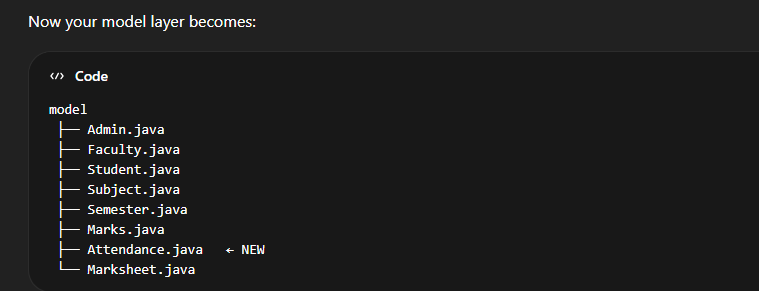 Now your model layer becomes:
</> Code
model
├── Admin.java
├── Faculty.java
├── Student.java
├── Subject.java
├── Semester.java
├── Marks.java
├── Attendance.java ← NEW
└── Marksheet.java